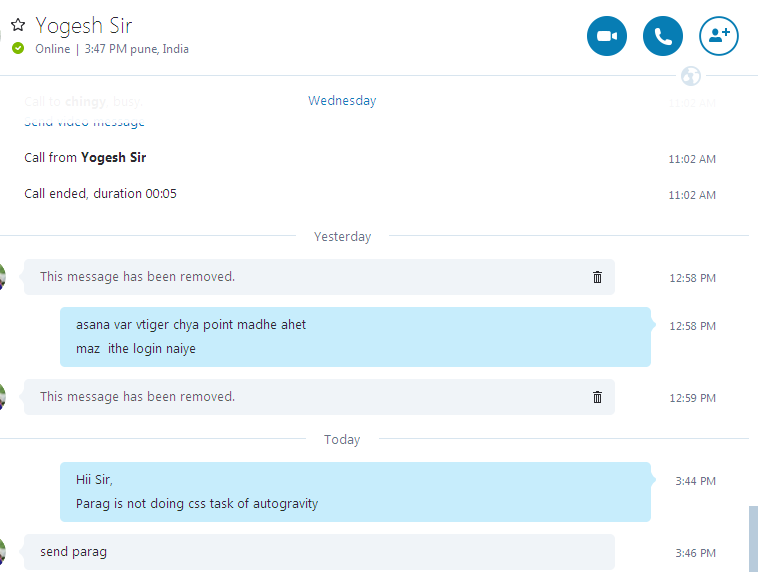 Yogesh Sir
Online | 3:47 PM pune, India
Call to chingy, busy.
Wednesday
11:02 AM
Send video message
Call from Yogesh Sir
11:02 AM
Call ended, duration 00:05
11:02 AM
Yesterday
This message has been removed.
12:58 PM
asana var vtiger chya point madhe ahet
12:58 PM
maz ithe login naiye
This message has been removed.
12:59 PM
Today
Hii Sir,
3:44 PM
Parag is not doing css task of autogravity
send parag
3:46 PM